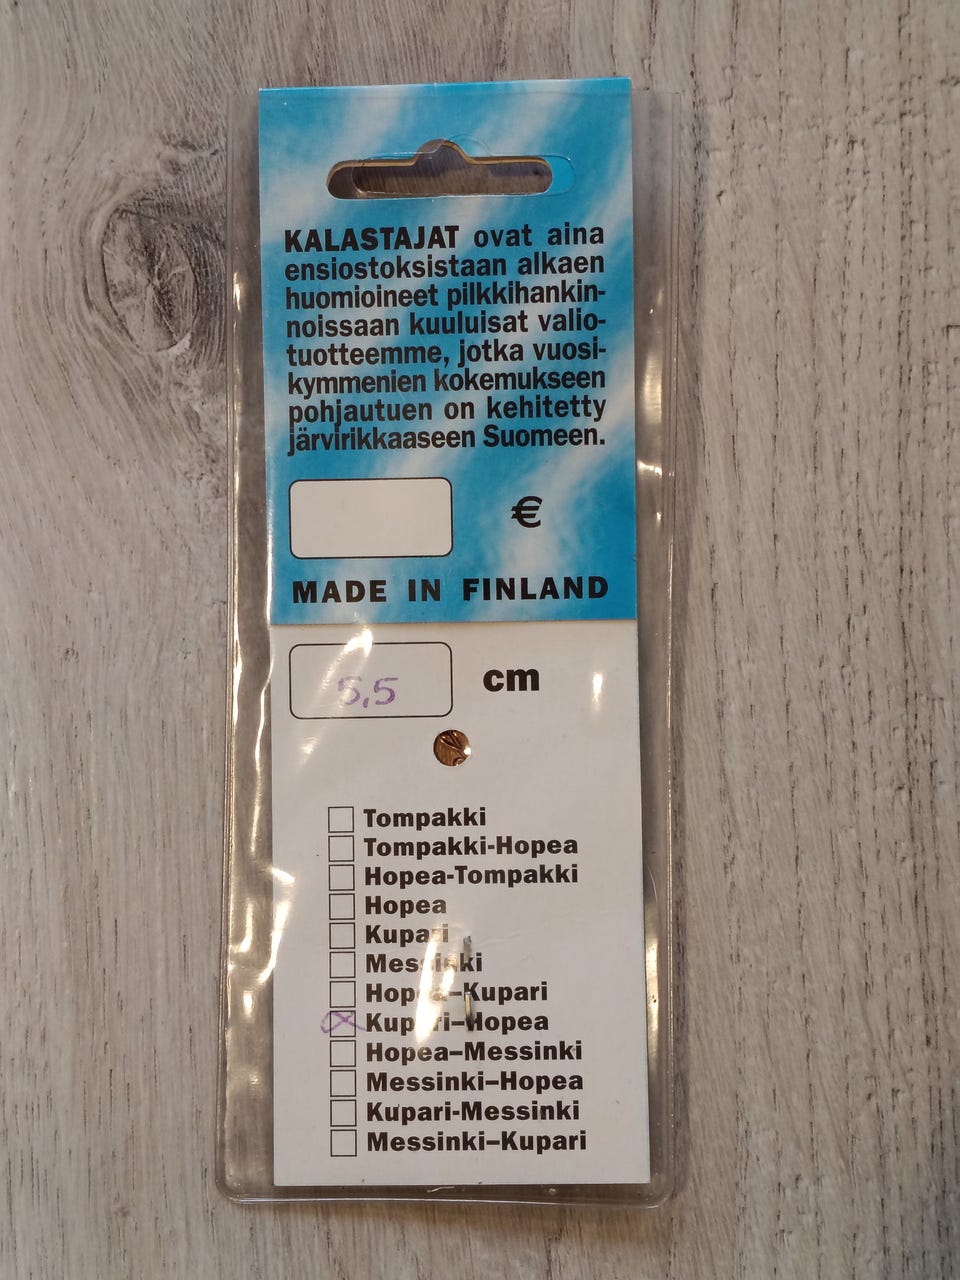 KALASTAJAT ovat aina
ensiostoksistaan alkaen
huomioineet pilkkihankin-
noissaan kuuluisat valio-
tuotteemme, jotka vuosi-
kymmenien kokemukseen
pohjautuen on kehitetty
järvirikkaaseen Suomeen.
€
MADE IN FINLAND
5,5 cm
Tompakki
Tompakki-Hopea
Hopea-Tompakki
Hopea
Kupari
Messinki
Hopea–Kupari
Kupari–Hopea
Hopea–Messinki
Messinki–Hopea
Kupari-Messinki
Messinki–Kupari